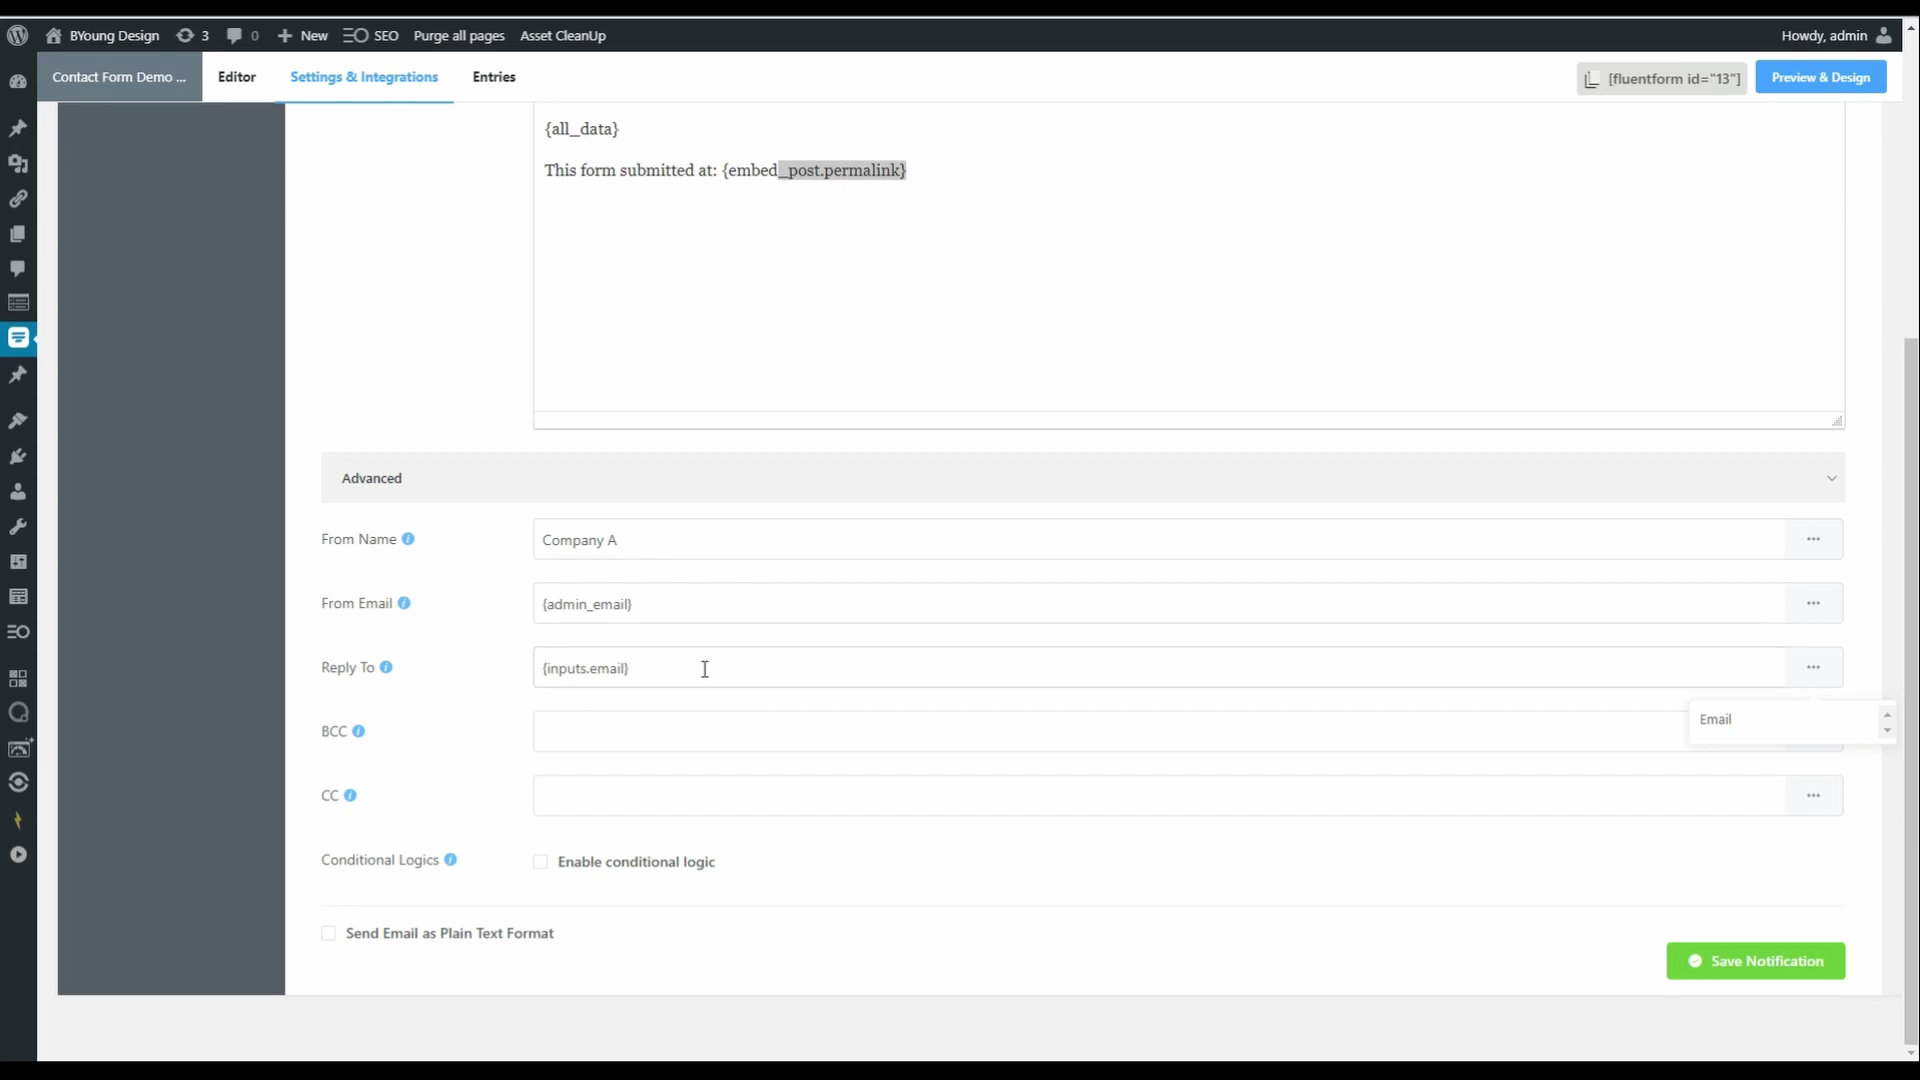 BYoung Design 3 0 New SEO Purge all pages Asset CleanUp Howdy, admin
Contact Form Demo ... Editor Settings & Integrations Entries [fluentform id="13"] Preview & Design
{all_data}
This form submitted at: {embed_post.permalink}
Advanced
From Name Company A
From Email {admin_email}
Reply To {inputs.email}
Email
BCC
CC
Conditional Logics Enable conditional logic
Send Email as Plain Text Format
Save Notification